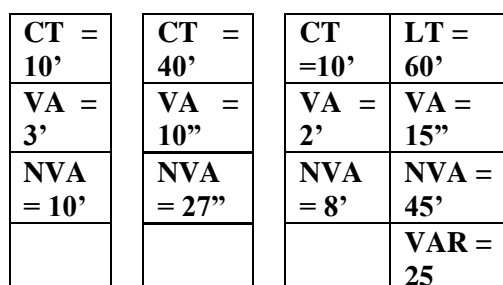 CT = CT = CT LT =
10’ 40’ =10’ 60’
VA = VA = VA = VA =
3’ 10” 2’ 15”
NVA NVA NVA NVA =
= 10’ = 27” = 8’ 45’
VAR =
25